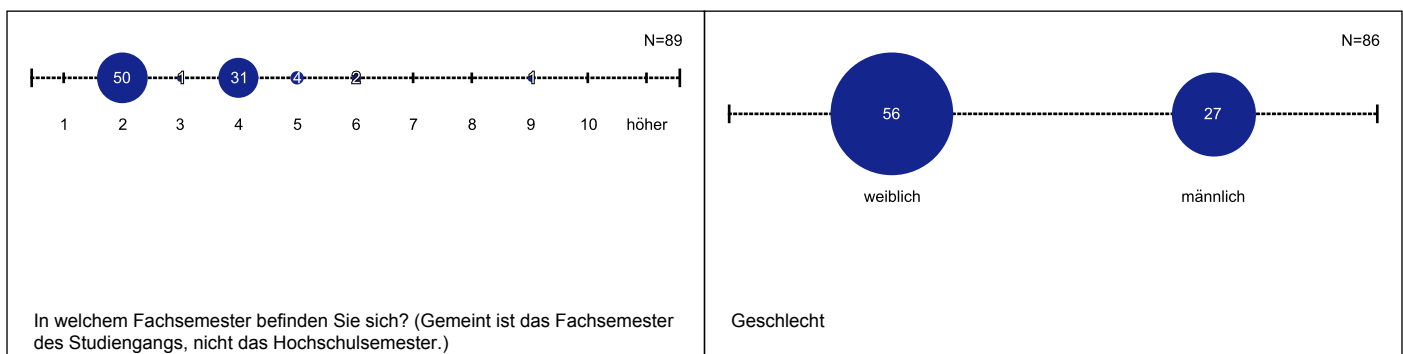 N=89
50 1 31 4 2 1
1 2 3 4 5 6 7 8 9 10 höher
In welchem Fachsemester befinden Sie sich? (Gemeint ist das Fachsemester
des Studiengangs, nicht das Hochschulsemester.)
N=86
56 27
weiblich männlich
Geschlecht